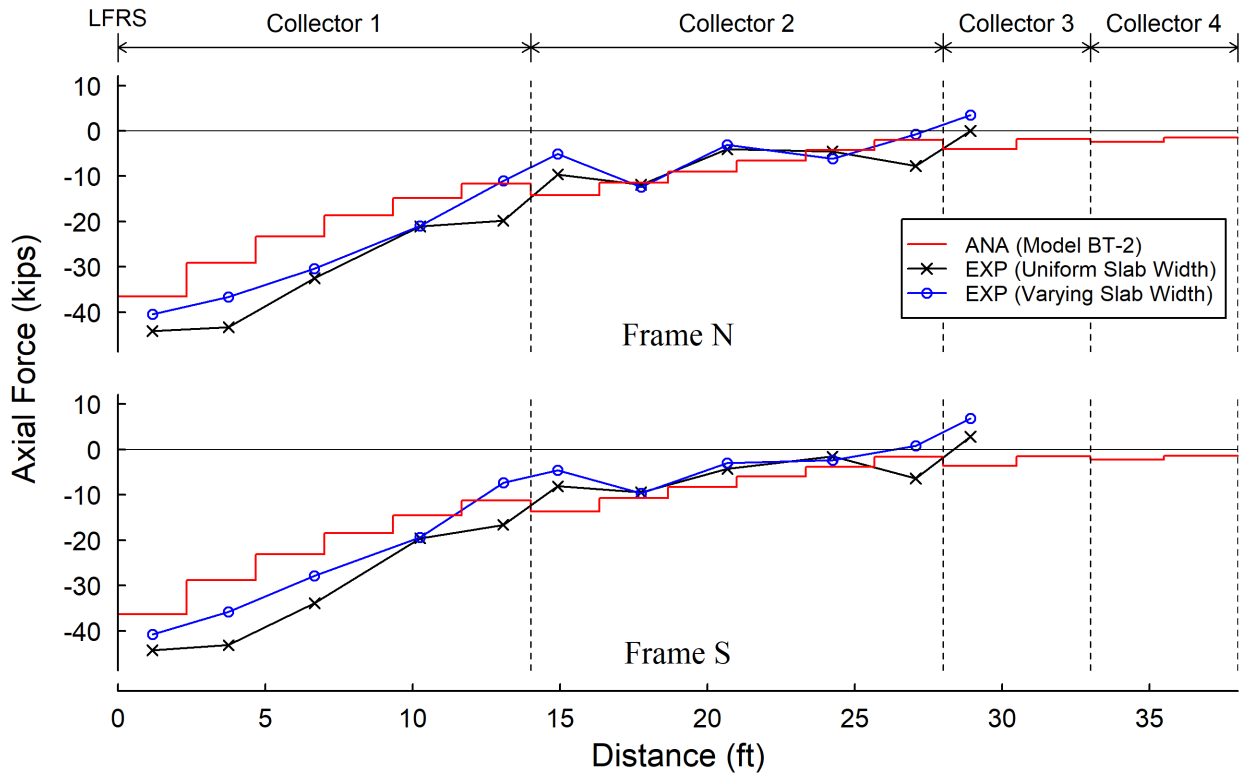 LFRS
Collector 1
Collector 2
Collector 3
Collector 4
10
0
-10
-20
-30
-40
ANA (Model BT-2)
EXP (Uniform Slab Width)
EXP (Varying Slab Width)
Frame N
Axial Force (kips)
10
0
-10
-20
-30
-40
Frame S
0 5 10 15 20 25 30 35
Distance (ft)